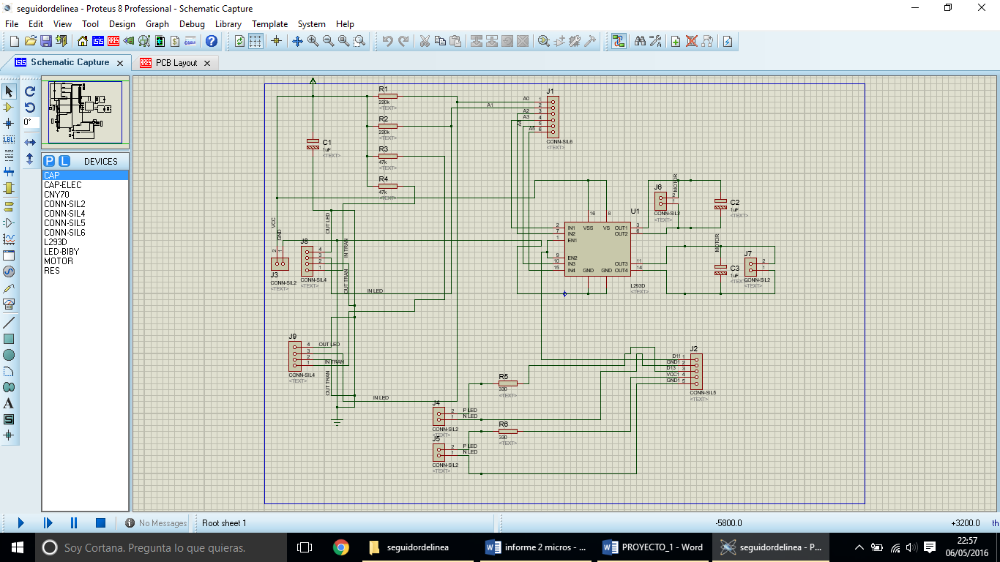 seguidordelinea - Proteus 8 Professional - Schematic Capture
File Edit View Tool Design Graph Debug Library Template System Help
Schematic Capture
PCB Layout
0°
P L DEVICES
CAP
CAP-ELEC
CNY70
CONN-SIL2
CONN-SIL4
CONN-SIL5
CONN-SIL6
L293D
LED-BIBY
MOTOR
RES
R1
220k
<TEXT>
R2
220k
<TEXT>
R3
47k
<TEXT>
R4
47k
<TEXT>
C1
1uF
<TEXT>
J1
A0 1
A1 2
A2 3
A3 4
A4 5
A5 6
CONN-SIL6
<TEXT>
J6
2
1
MOTOR
CONN-SIL2
<TEXT>
C2
1uF
<TEXT>
U1
16 8
2 IN1 VSS VS OUT1 3
7 IN2 OUT2 6
1 EN1
9 EN2
10 IN3 OUT3 11
15 IN4 GND GND OUT4 14
L293D
<TEXT>
MOTOR
C3
1uF
<TEXT>
J7
2
1
CONN-SIL2
<TEXT>
VCC
GND
2 1
J3
CONN-SIL2
<TEXT>
J8
4
3
2
1
CONN-SIL4
<TEXT>
OUT LED
IN TRAN
OUT TRAN
IN LED
J9
4 OUT LED
3
2 IN TRAN
1
CONN-SIL4
<TEXT>
OUT TRAN
IN LED
J4
2 P LED
1 N LED
CONN-SIL2
<TEXT>
J5
2 P LED
1 N LED
CONN-SIL2
<TEXT>
R5
330
<TEXT>
R6
330
<TEXT>
J2
D11 1
GND1 2
D13 3
VCC1 4
GND1 5
CONN-SIL5
<TEXT>
No Messages Root sheet 1 -5800.0 +3200.0 th
Soy Cortana. Pregunta lo que quieras.
seguidordelinea
informe 2 micros - ...
PROYECTO_1 - Word
seguidordelinea - P...
22:57
06/05/2016